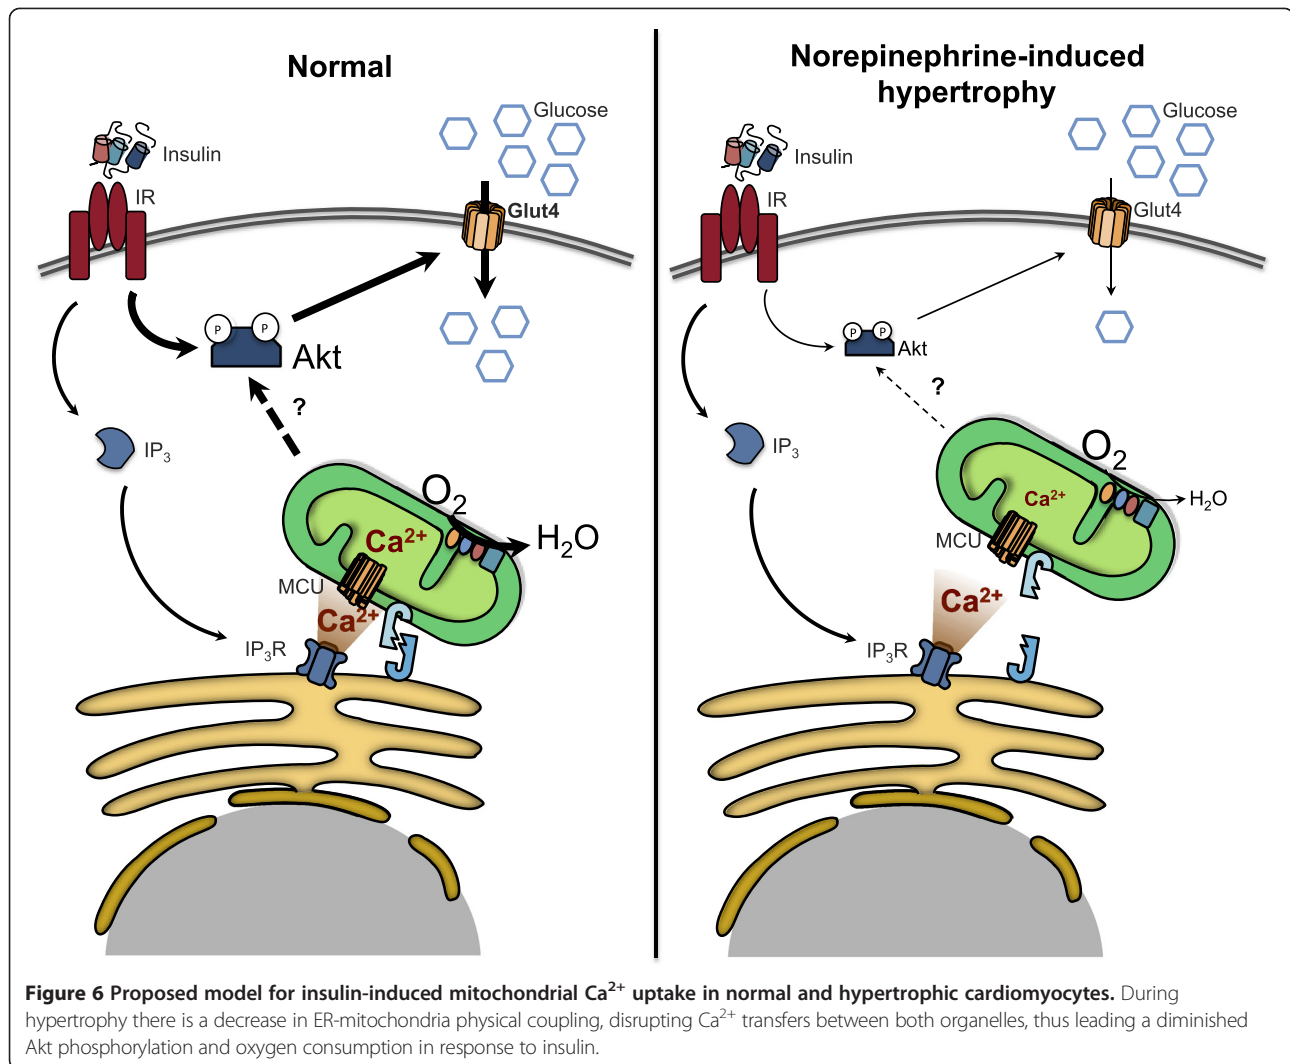 Normal
Glucose
Insulin
IR
Glut4
P
P
Akt
?
IP3
O2
Ca2+
H2O
MCU
Ca2+
IP3R
Norepinephrine-induced
hypertrophy
Glucose
Insulin
IR
Glut4
P
P
Akt
?
IP3
O2
Ca2+
H2O
MCU
Ca2+
IP3R
Figure 6 Proposed model for insulin-induced mitochondrial Ca2+ uptake in normal and hypertrophic cardiomyocytes. During
hypertrophy there is a decrease in ER-mitochondria physical coupling, disrupting Ca2+ transfers between both organelles, thus leading a diminished
Akt phosphorylation and oxygen consumption in response to insulin.